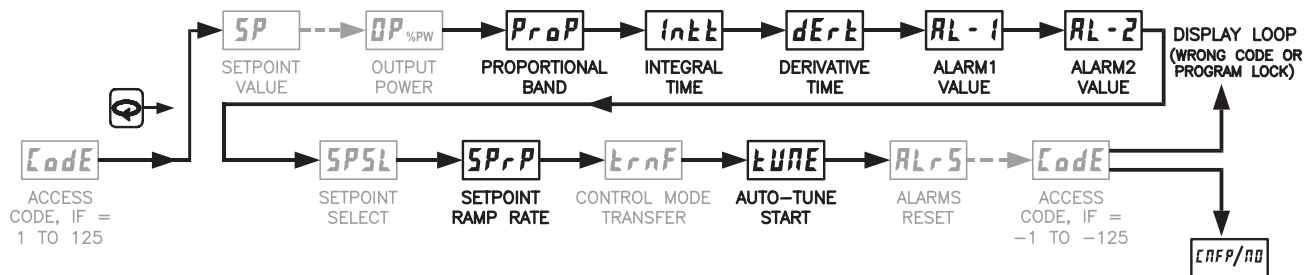 SP
OP %PW
ProP
Intt
dErt
AL-1
AL-2
DISPLAY LOOP
(WRONG CODE OR
PROGRAM LOCK)
SETPOINT
VALUE
OUTPUT
POWER
PROPORTIONAL
BAND
INTEGRAL
TIME
DERIVATIVE
TIME
ALARM1
VALUE
ALARM2
VALUE
CodE
SPSL
SPrP
trnF
tUNE
ALrS
CodE
ACCESS
CODE, IF =
1 TO 125
SETPOINT
SELECT
SETPOINT
RAMP RATE
CONTROL MODE
TRANSFER
AUTO-TUNE
START
ALARMS
RESET
ACCESS
CODE, IF =
-1 TO -125
CNFP/NO